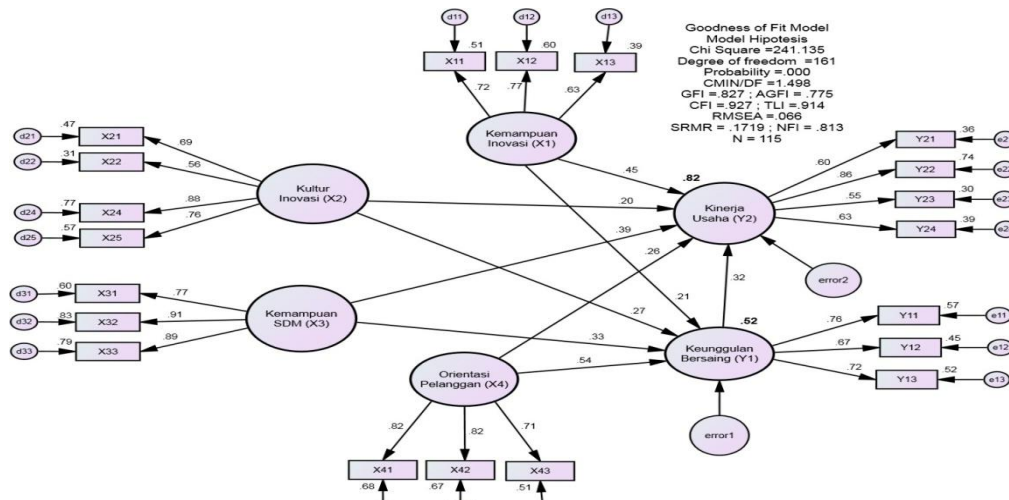 d11
d12
d13
.51
.60
.39
X11
X12
X13
.72
.77
.63
Goodness of Fit Model
Model Hipotesis
Chi Square =241.135
Degree of freedom =161
Probability =.000
CMIN/DF =1.498
GFI =.827 ; AGFI =.775
CFI =.927 ; TLI =.914
RMSEA =.066
SRMR = .1719 ; NFI = .813
N = 115
Kemampuan
Inovasi (X1)
.47
d21
X21
.69
.31
d22
X22
.56
.77
d24
X24
.88
.57
d25
X25
.76
Kultur
Inovasi (X2)
.45
.20
.39
.26
.82
Kinerja
Usaha (Y2)
.60
.86
.55
.63
Y21
.36
Y22
.74
Y23
.30
Y24
.39
error2
.32
.21
.27
.33
.54
.60
d31
X31
.77
.83
d32
X32
.91
.79
d33
X33
.89
Kemampuan
SDM (X3)
.52
Keunggulan
Bersaing (Y1)
.76
.67
.72
Y11
.57
e11
Y12
.45
e12
Y13
.52
e13
error1
Orientasi
Pelanggan (X4)
.82
.82
.71
X41
X42
X43
.68
.67
.51